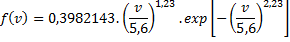 f(v) = 0,3982143.(v/5,6)^1,23 .exp[−(v/5,6)^2,23]